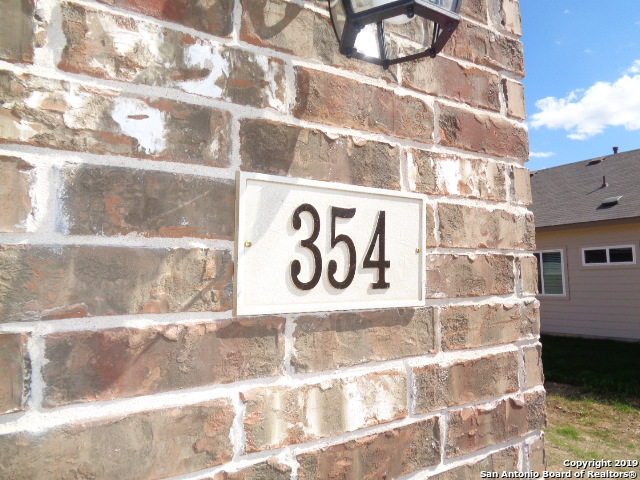 354
Copyright 2019
San Antonio Board of Realtors®